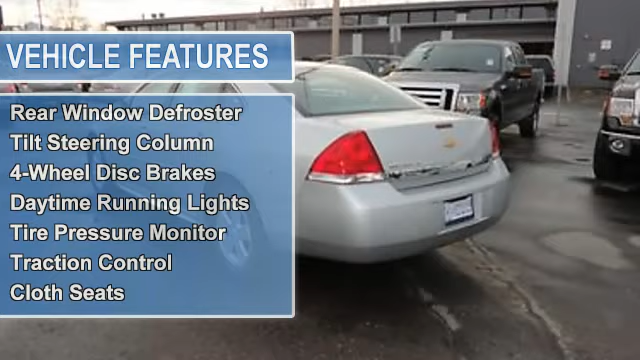 VEHICLE FEATURES
Rear Window Defroster
Tilt Steering Column
4-Wheel Disc Brakes
Daytime Running Lights
Tire Pressure Monitor
Traction Control
Cloth Seats